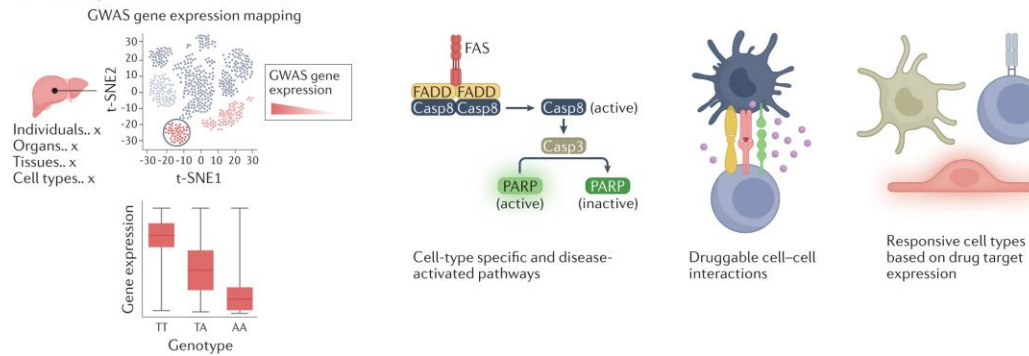 GWAS gene expression mapping
30
20
10
0
-10
-20
-30
t-SNE2
-30 -20 -10 0 10 20 30
t-SNE1
GWAS gene
expression
Individuals.. x
Organs.. x
Tissues.. x
Cell types.. x
Gene expression
TT TA AA
Genotype
FAS
FADD FADD
Casp8 Casp8
Casp8 (active)
Casp3
PARP
(active)
PARP
(inactive)
Cell-type specific and disease-
activated pathways
Druggable cell–cell
interactions
Responsive cell types
based on drug target
expression